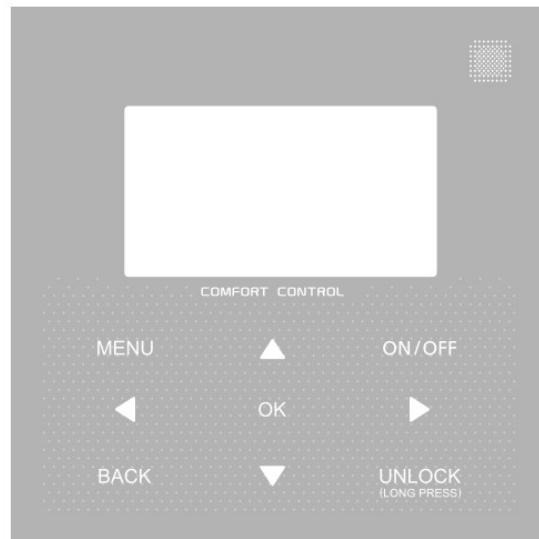 COMFORT CONTROL
MENU
ON/OFF
OK
BACK
UNLOCK
(LONG PRESS)